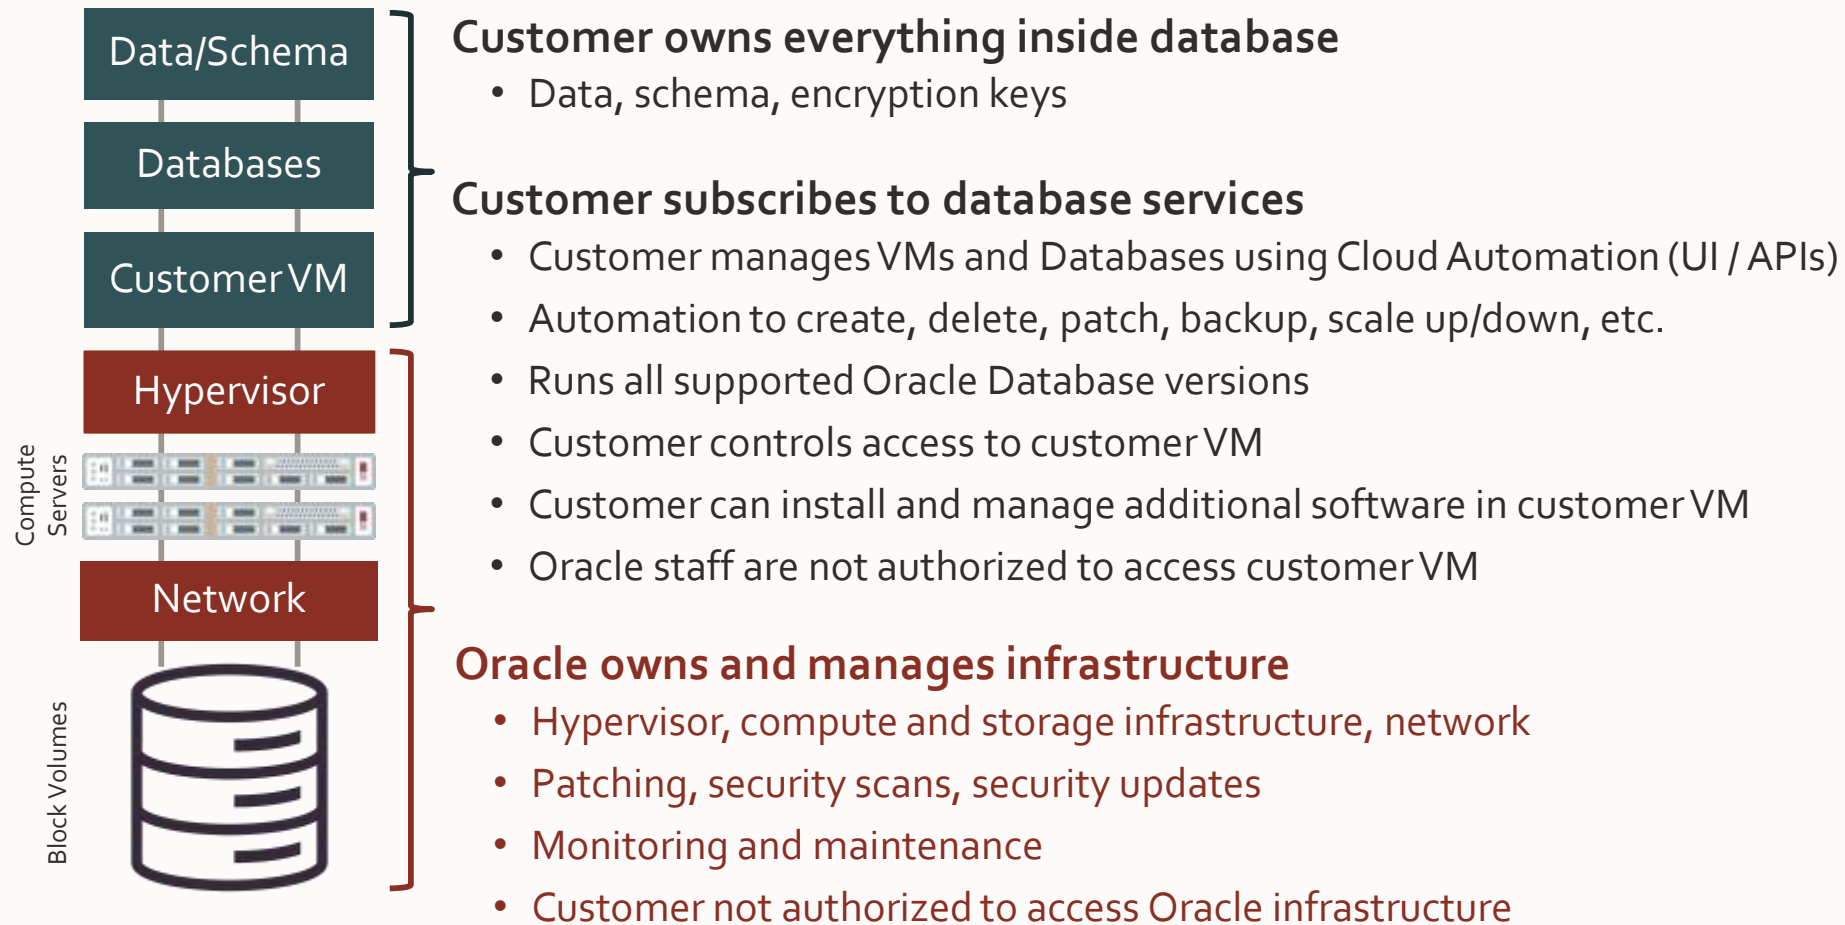 Data/Schema
Databases
Customer VM
Hypervisor
Compute
Servers
Network
Block Volumes
Customer owns everything inside database
• Data, schema, encryption keys
Customer subscribes to database services
• Customer manages VMs and Databases using Cloud Automation (UI / APIs)
• Automation to create, delete, patch, backup, scale up/down, etc.
• Runs all supported Oracle Database versions
• Customer controls access to customer VM
• Customer can install and manage additional software in customer VM
• Oracle staff are not authorized to access customer VM
Oracle owns and manages infrastructure
• Hypervisor, compute and storage infrastructure, network
• Patching, security scans, security updates
• Monitoring and maintenance
• Customer not authorized to access Oracle infrastructure